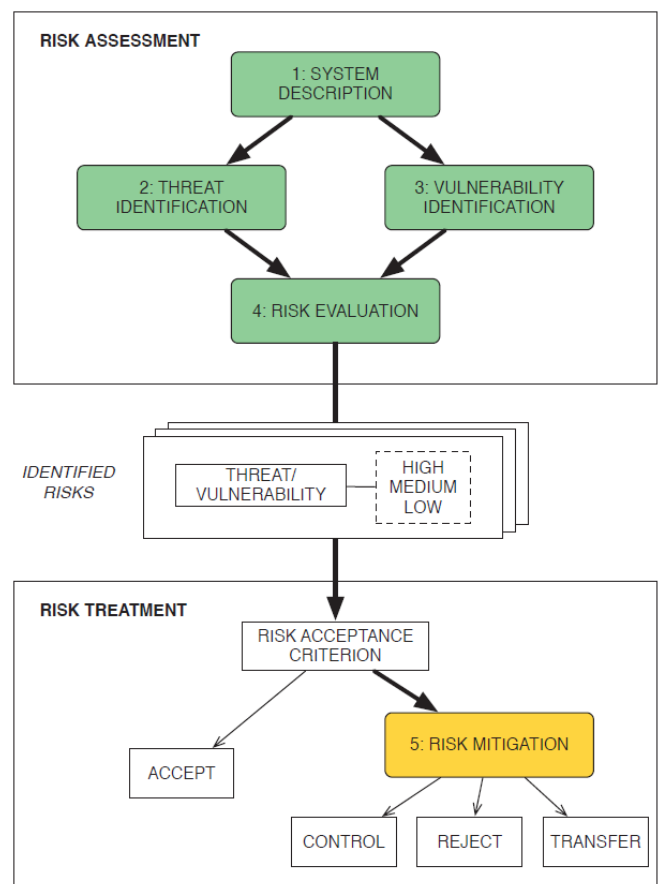 RISK ASSESSMENT
1: SYSTEM
DESCRIPTION
2: THREAT
IDENTIFICATION
3: VULNERABILITY
IDENTIFICATION
4: RISK EVALUATION
IDENTIFIED
RISKS
THREAT/
VULNERABILITY
HIGH
MEDIUM
LOW
RISK TREATMENT
RISK ACCEPTANCE
CRITERION
5: RISK MITIGATION
ACCEPT
CONTROL
REJECT
TRANSFER